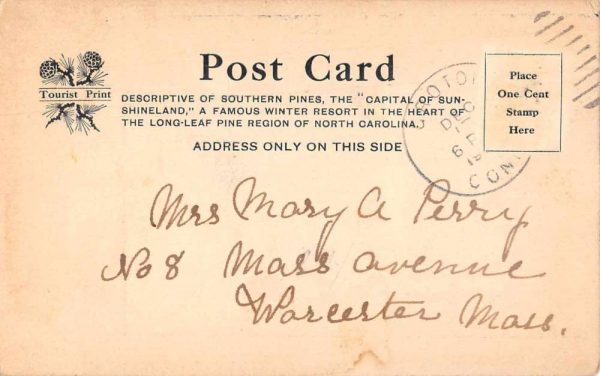 Post Card
Tourist Print
DESCRIPTIVE OF SOUTHERN PINES, THE "CAPITAL OF SUN-
SHINELAND," A FAMOUS WINTER RESORT IN THE HEART OF
THE LONG-LEAF PINE REGION OF NORTH CAROLINA.
ADDRESS ONLY ON THIS SIDE
Place
One Cent
Stamp
Here
DEC
CON
Mrs Mary A Perry
No 8 Mass avenue
Worcester Mass.